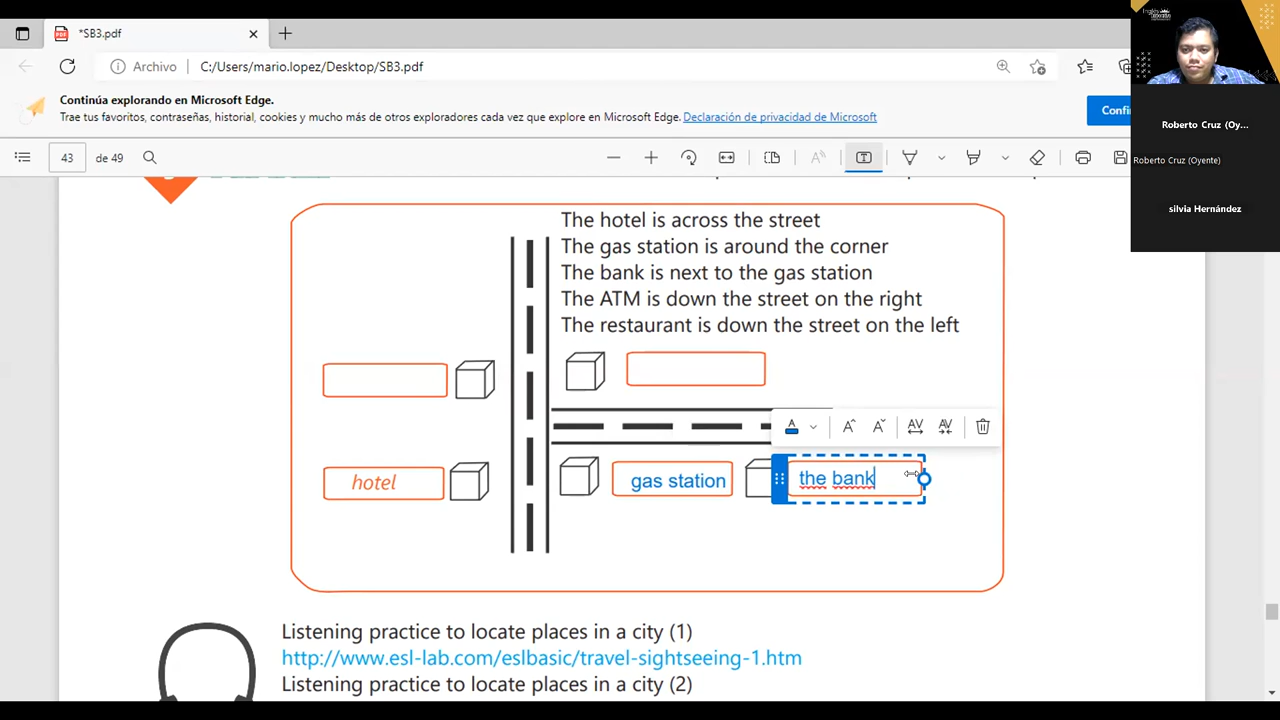 *SB3.pdf
Archivo
C:/Users/mario.lopez/Desktop/SB3.pdf
Continúa explorando en Microsoft Edge.
Trae tus favoritos, contraseñas, historial, cookies y mucho más de otros exploradores cada vez que explore en Microsoft Edge. Declaración de privacidad de Microsoft
Confi
43 de 49
Roberto Cruz (Oy...
Roberto Cruz (Oyente)
silvia Hernández
The hotel is across the street
The gas station is around the corner
The bank is next to the gas station
The ATM is down the street on the right
The restaurant is down the street on the left
hotel
gas station
the bank
Listening practice to locate places in a city (1)
http://www.esl-lab.com/eslbasic/travel-sightseeing-1.htm
Listening practice to locate places in a city (2)